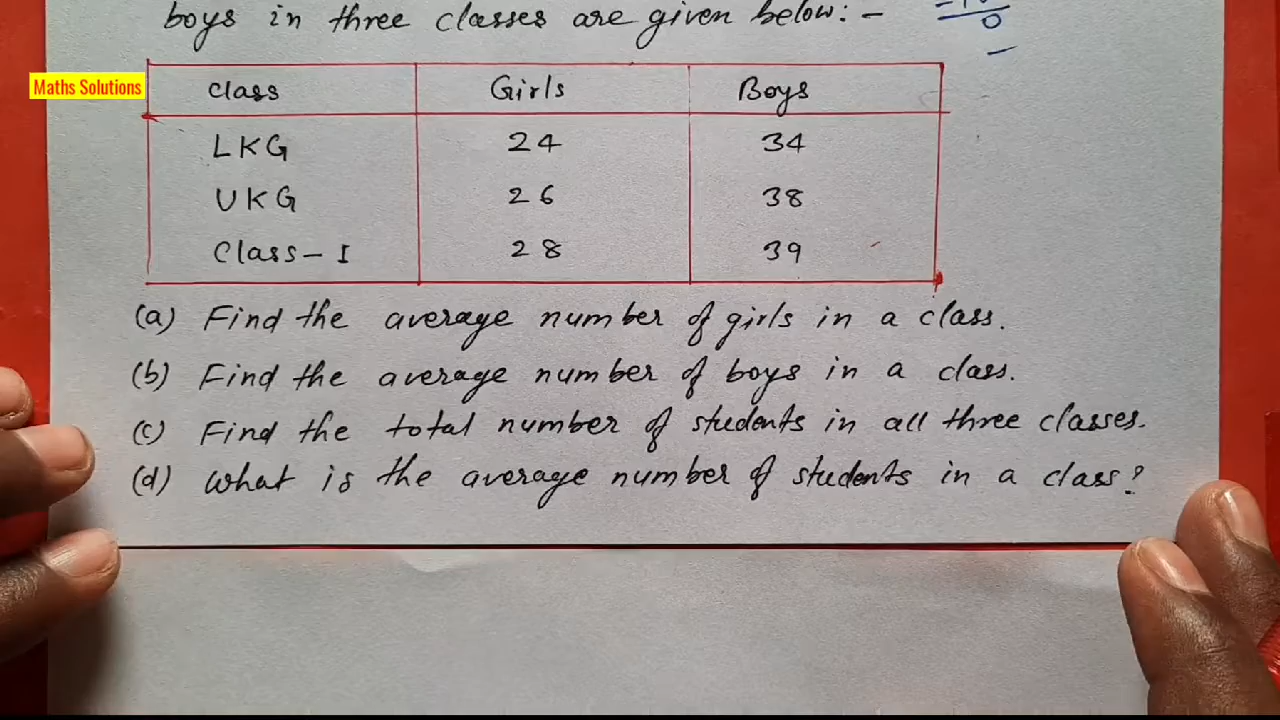 boys in three classes are given below:-
Maths Solutions
Class Girls Boys
LKG 24 34
UKG 26 38
Class-I 28 39
(a) Find the average number of girls in a class.
(b) Find the average number of boys in a class.
(c) Find the total number of students in all three classes.
(d) What is the average number of students in a class?